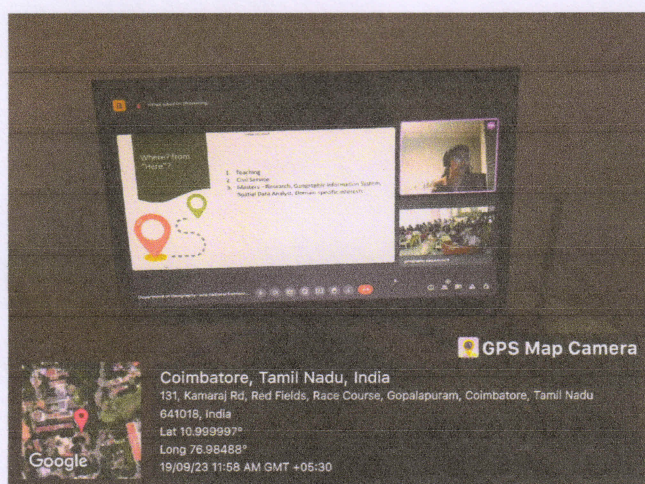 Where? from
"Here"?
1. Teaching
2. Civil Service
3. Masters - Research, Geographic Information System,
Spatial Data Analyst, Domain specific
GPS Map Camera
Google
Coimbatore, Tamil Nadu, India
131, Kamaraj Rd, Red Fields, Race Course, Gopalapuram, Coimbatore, Tamil Nadu
641018, India
Lat 10.999997°
Long 76.98488°
19/09/23 11:58 AM GMT +05:30